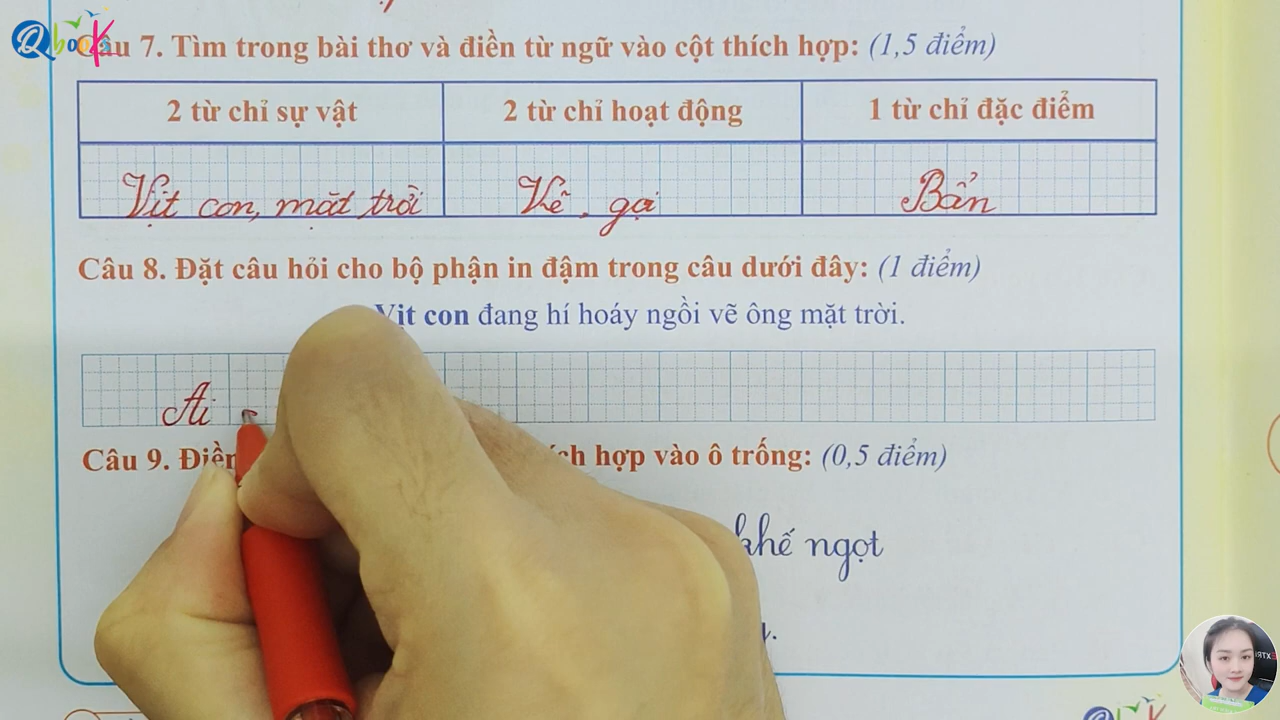 Qbooks
Câu 7. Tìm trong bài thơ và điền từ ngữ vào cột thích hợp: (1,5 điểm)
2 từ chỉ sự vật 2 từ chỉ hoạt động 1 từ chỉ đặc điểm
Vịt con, mặt trời Vẽ, gọi Bẩn
Câu 8. Đặt câu hỏi cho bộ phận in đậm trong câu dưới đây: (1 điểm)
Vịt con đang hí hoáy ngồi vẽ ông mặt trời.
Ai
Câu 9. hợp vào ô trống: (0,5 điểm)
khế ngọt